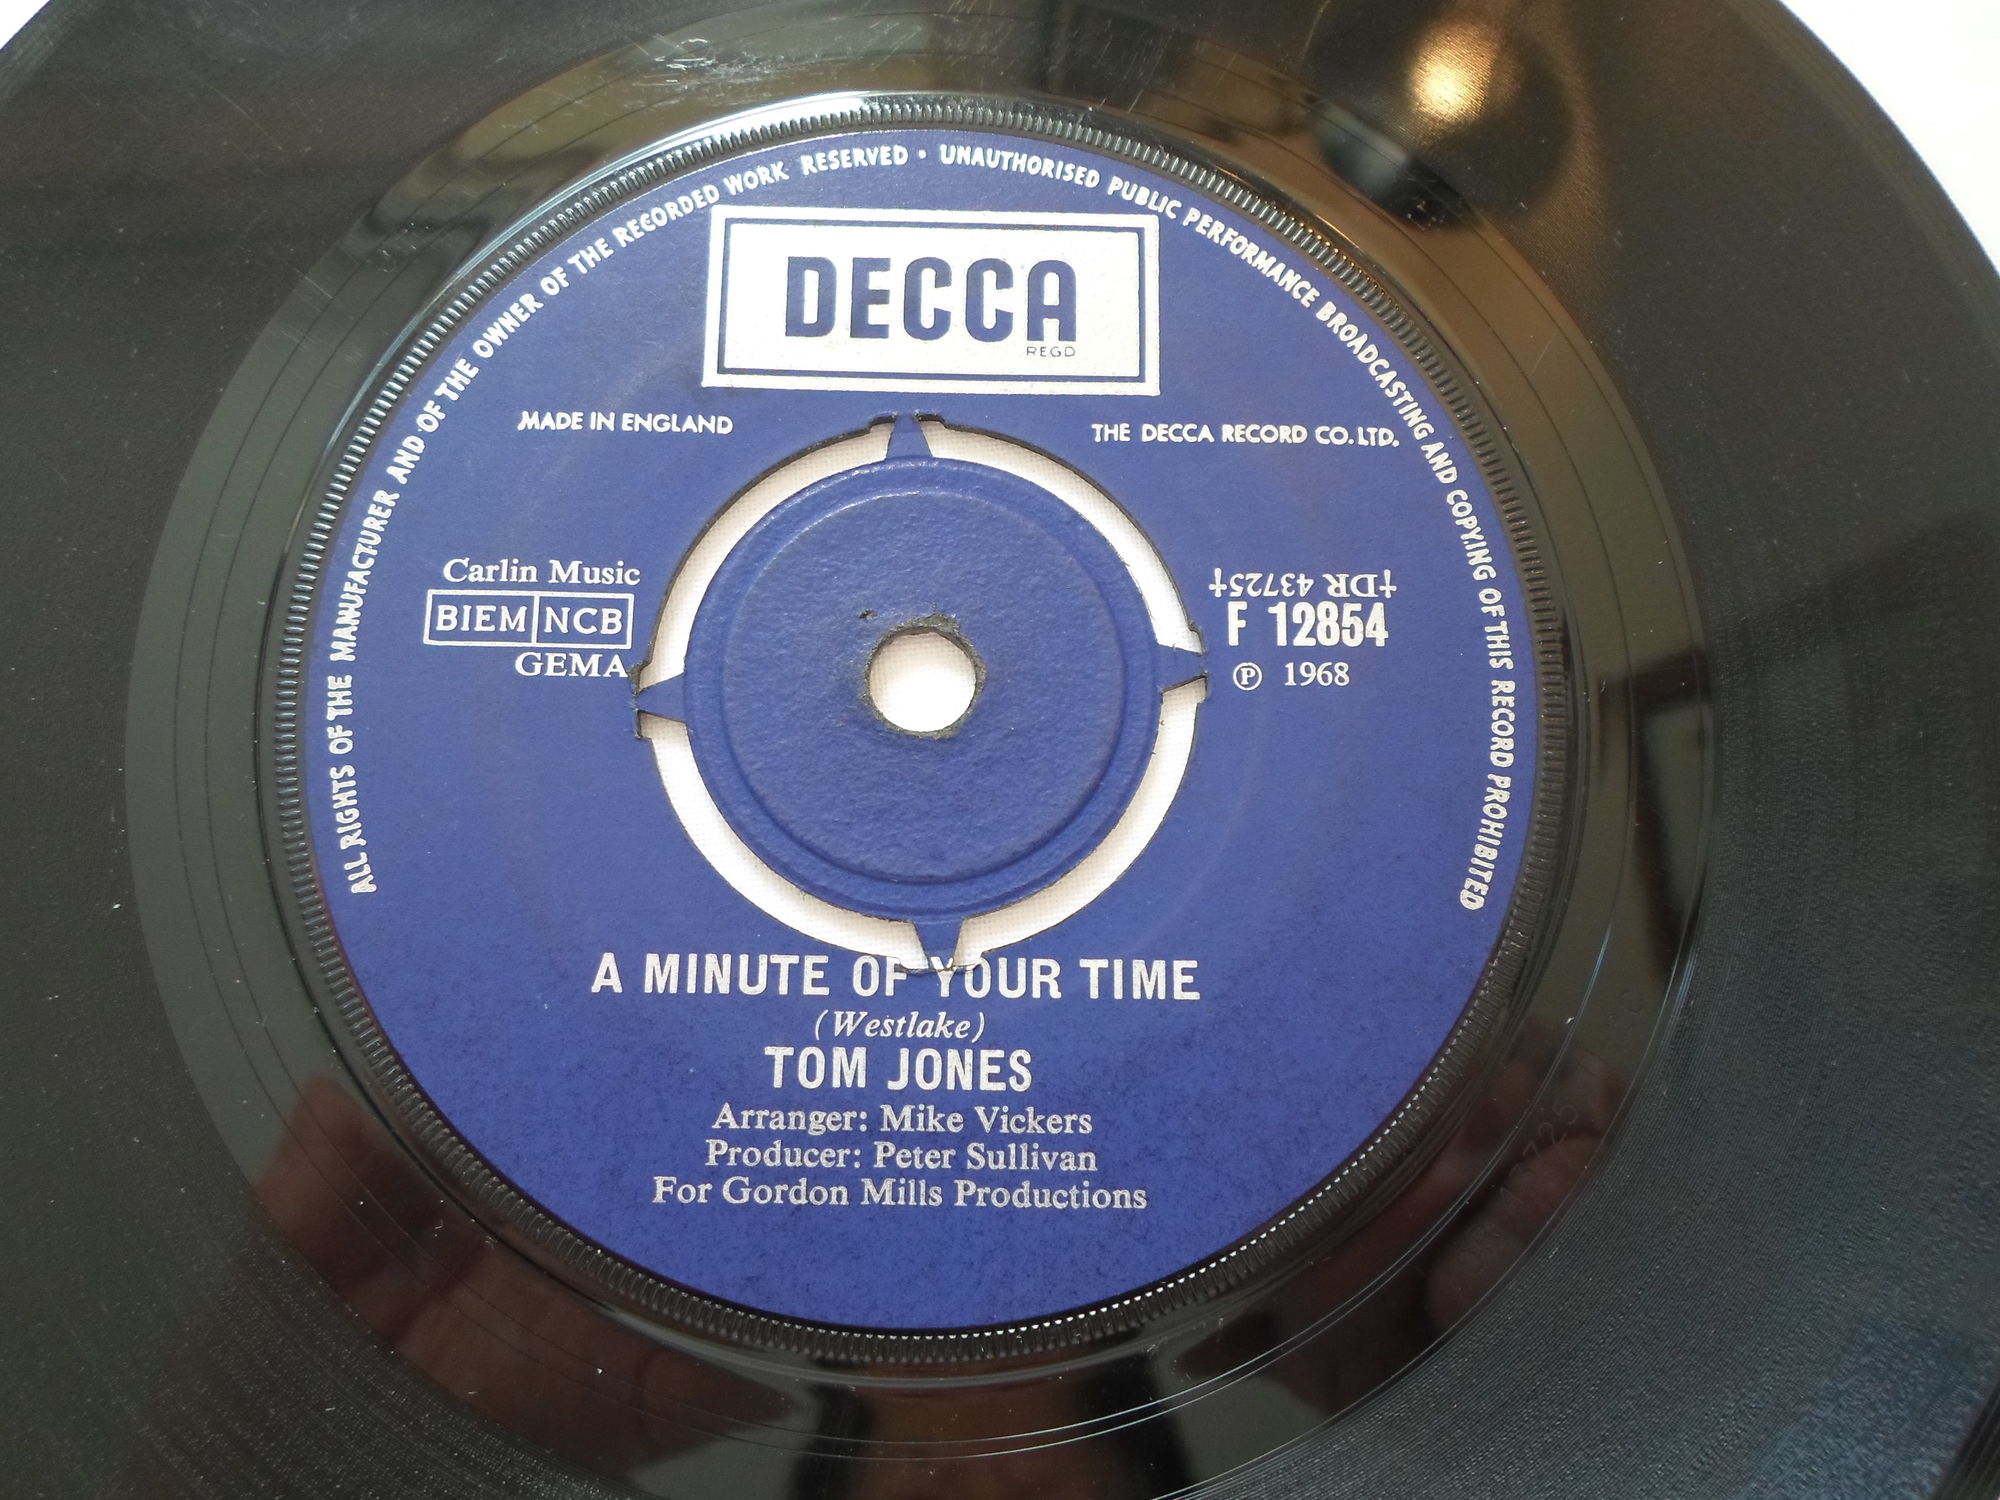 ALL RIGHTS OF THE MANUFACTURER AND OF THE OWNER OF THE RECORDED WORK RESERVED • UNAUTHORISED PUBLIC PERFORMANCE BROADCASTING AND COPYING OF THIS RECORD PROHIBITED
DECCA
REGD
MADE IN ENGLAND
THE DECCA RECORD CO. LTD.
Carlin Music
BIEM NCB
GEMA
†DR 43725†
F 12854
℗ 1968
A MINUTE OF YOUR TIME
(Westlake)
TOM JONES
Arranger: Mike Vickers
Producer: Peter Sullivan
For Gordon Mills Productions